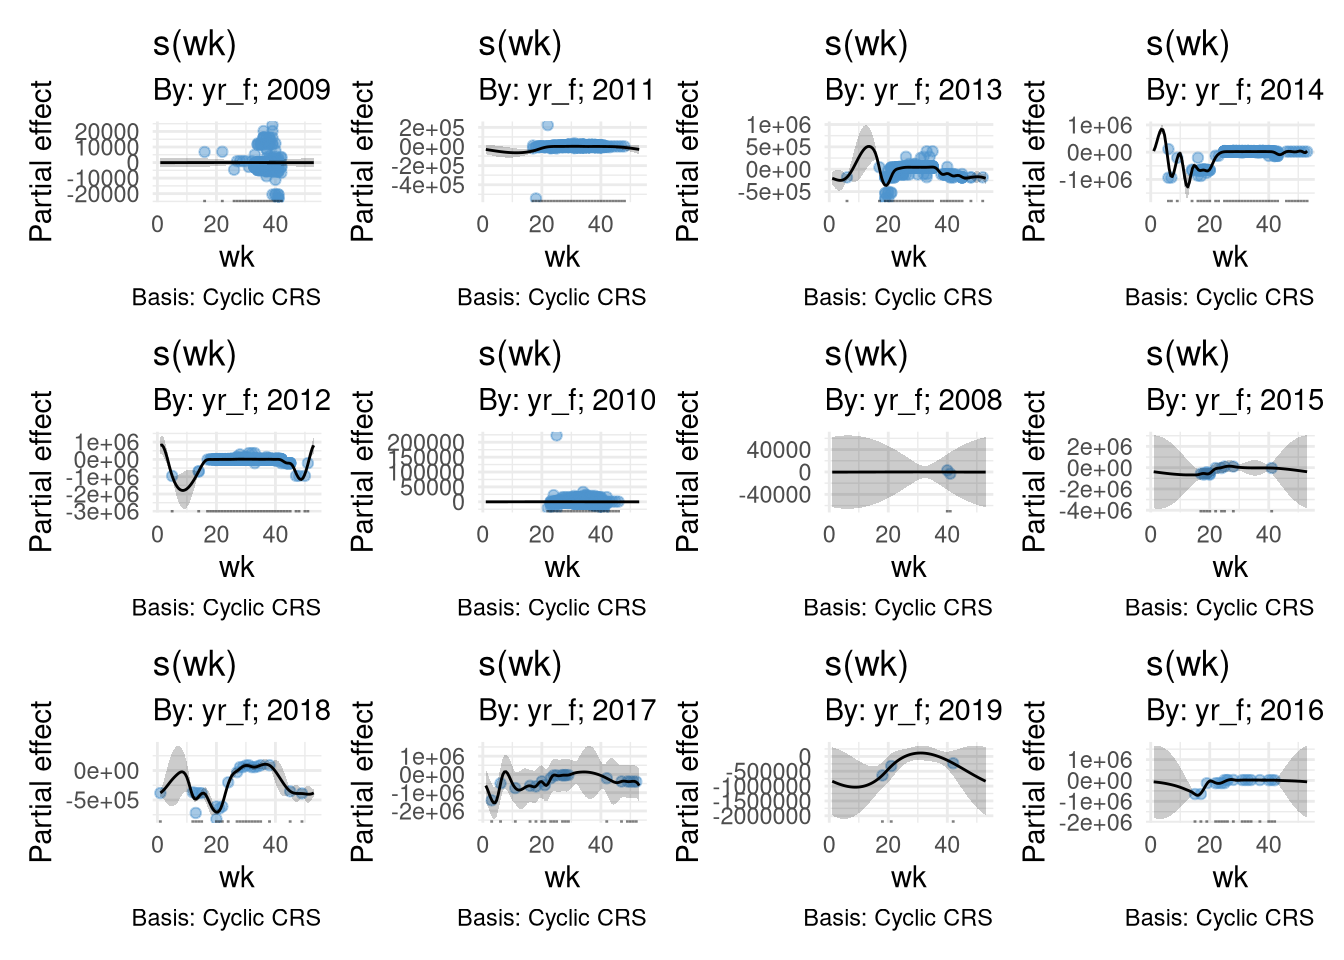 s(wk)
By: yr_f; 2009
Partial effect
20000
10000
0
-10000
-20000
0 20 40
wk
Basis: Cyclic CRS
s(wk)
By: yr_f; 2011
Partial effect
2e+05
0e+00
-2e+05
-4e+05
0 20 40
wk
Basis: Cyclic CRS
s(wk)
By: yr_f; 2013
Partial effect
1e+06
5e+05
0e+00
-5e+05
0 20 40
wk
Basis: Cyclic CRS
s(wk)
By: yr_f; 2014
Partial effect
1e+06
0e+00
-1e+06
0 20 40
wk
Basis: Cyclic CRS
s(wk)
By: yr_f; 2012
Partial effect
1e+06
0e+00
-1e+06
-2e+06
-3e+06
0 20 40
wk
Basis: Cyclic CRS
s(wk)
By: yr_f; 2010
Partial effect
200000
150000
100000
50000
0
0 20 40
wk
Basis: Cyclic CRS
s(wk)
By: yr_f; 2008
Partial effect
40000
0
-40000
0 20 40
wk
Basis: Cyclic CRS
s(wk)
By: yr_f; 2015
Partial effect
2e+06
0e+00
-2e+06
-4e+06
0 20 40
wk
Basis: Cyclic CRS
s(wk)
By: yr_f; 2018
Partial effect
0e+00
-5e+05
0 20 40
wk
Basis: Cyclic CRS
s(wk)
By: yr_f; 2017
Partial effect
1e+06
0e+00
-1e+06
-2e+06
0 20 40
wk
Basis: Cyclic CRS
s(wk)
By: yr_f; 2019
Partial effect
0
-500000
-1000000
-1500000
-2000000
0 20 40
wk
Basis: Cyclic CRS
s(wk)
By: yr_f; 2016
Partial effect
1e+06
0e+00
-1e+06
-2e+06
0 20 40
wk
Basis: Cyclic CRS